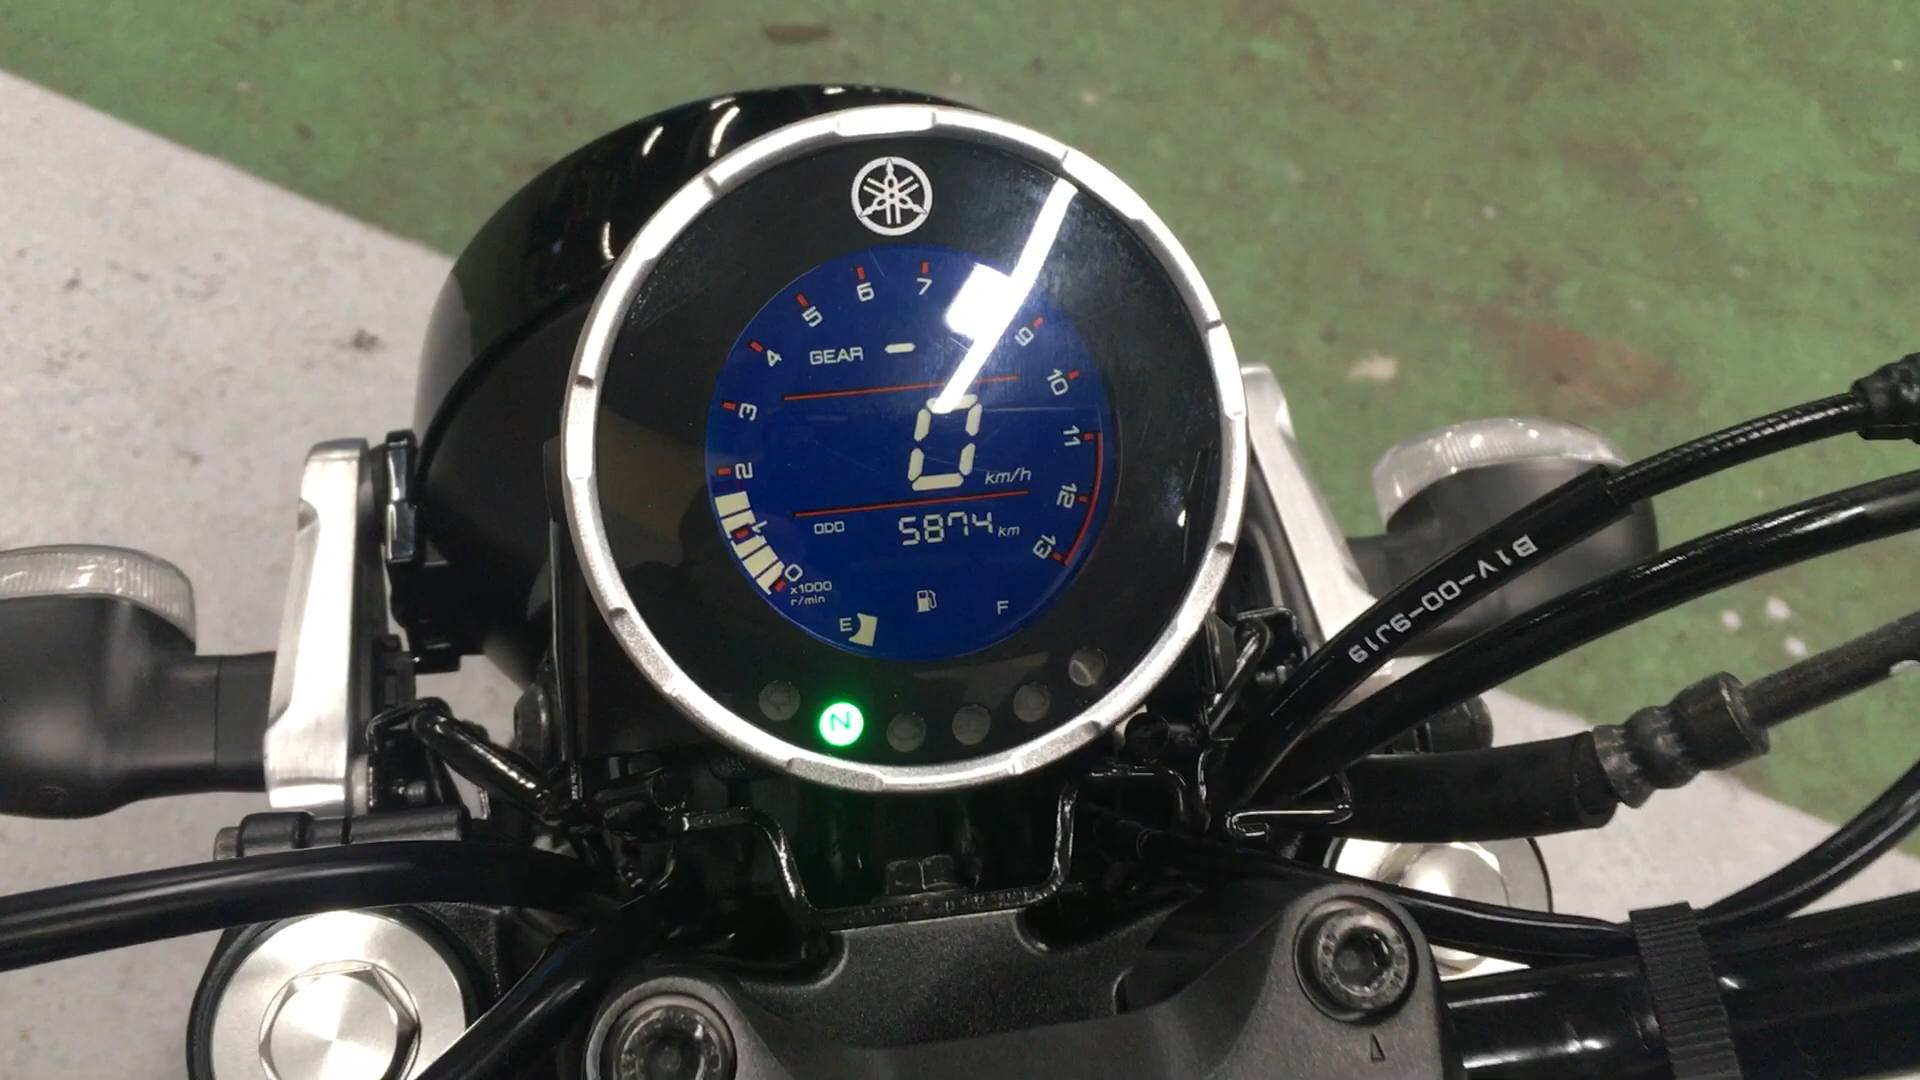 5 6 7 9
4 GEAR - 10
3 0 km/h 11
2 12
1 ODO 5874 km 13
0
x1000
r/min
E F
N
B1V-00-9J19